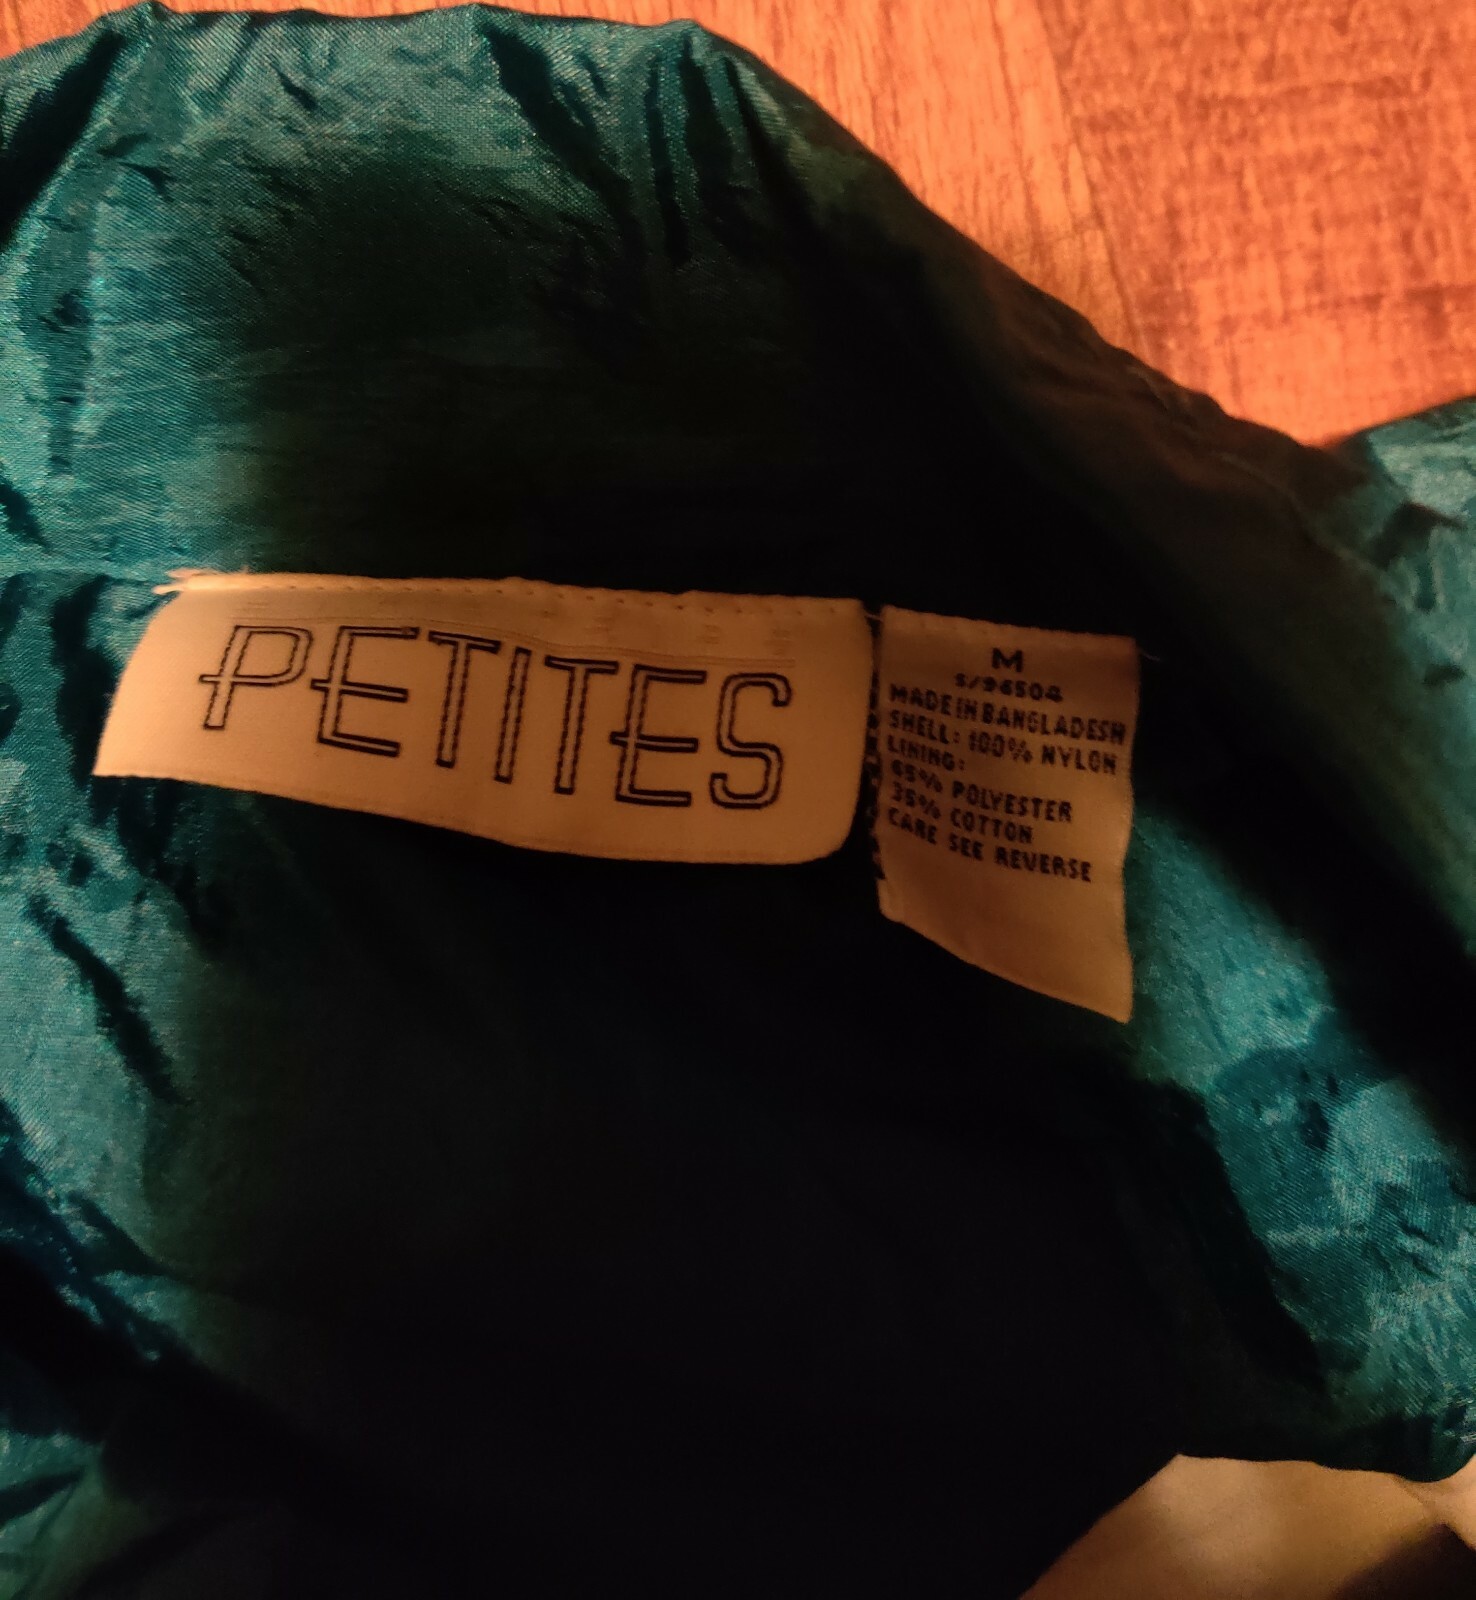 PETITES
M
S/96504
MADE IN BANGLADESH
SHELL: 100% NYLON
LINING:
65% POLYESTER
35% COTTON
CARE SEE REVERSE